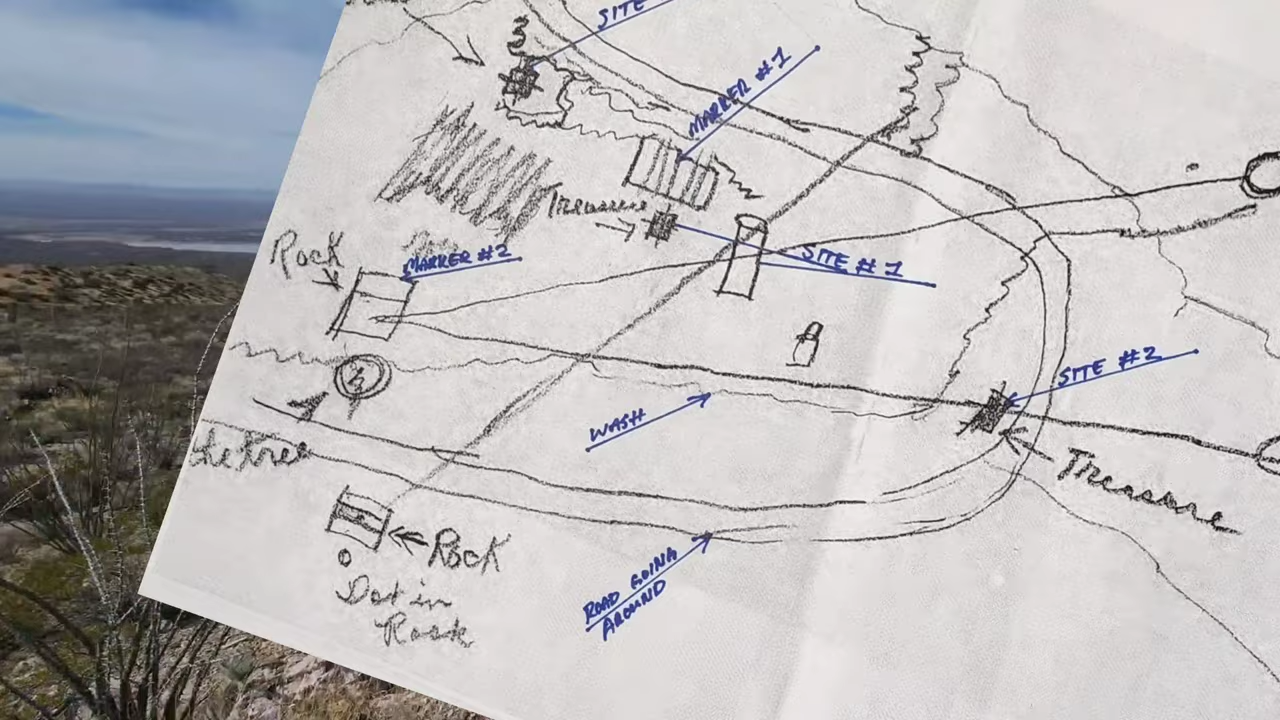 SITE
3
MARKER #1
Treasure
Rock
MARKER #2
SITE #1
SITE #2
WASH
Treasure
Rock
Dot in
Rock
ROAD GOING
AROUND